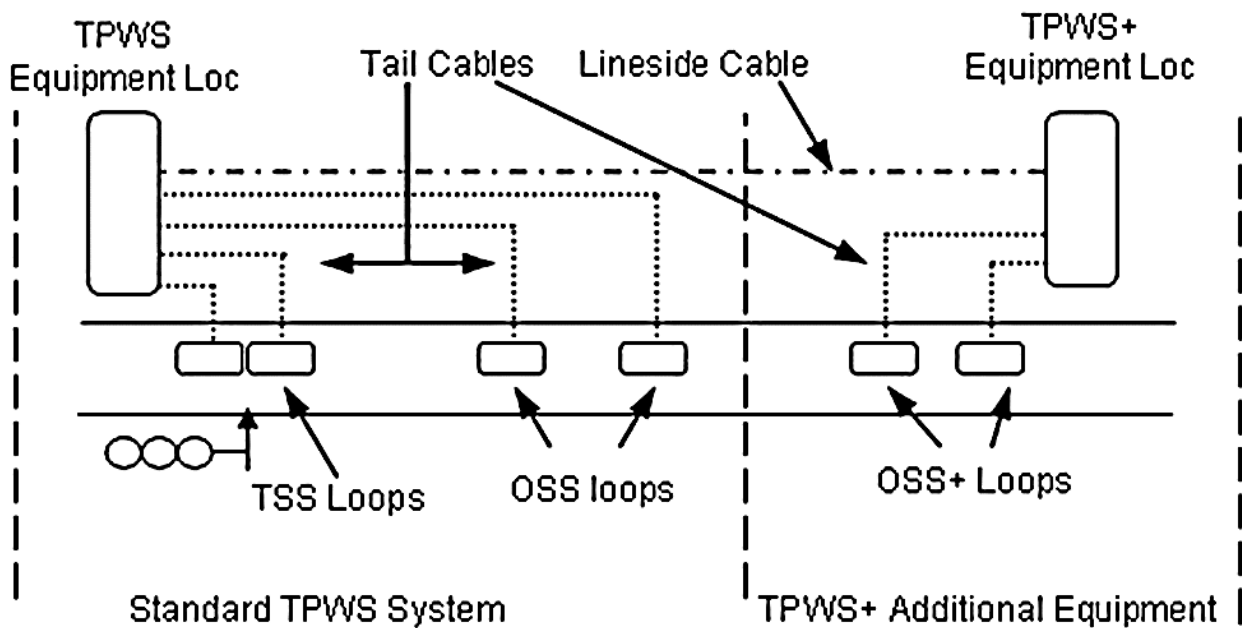 TPWS
Equipment Loc
Tail Cables
Lineside Cable
TPWS+
Equipment Loc
TSS Loops
OSS loops
OSS+ Loops
Standard TPWS System
TPWS+ Additional Equipment